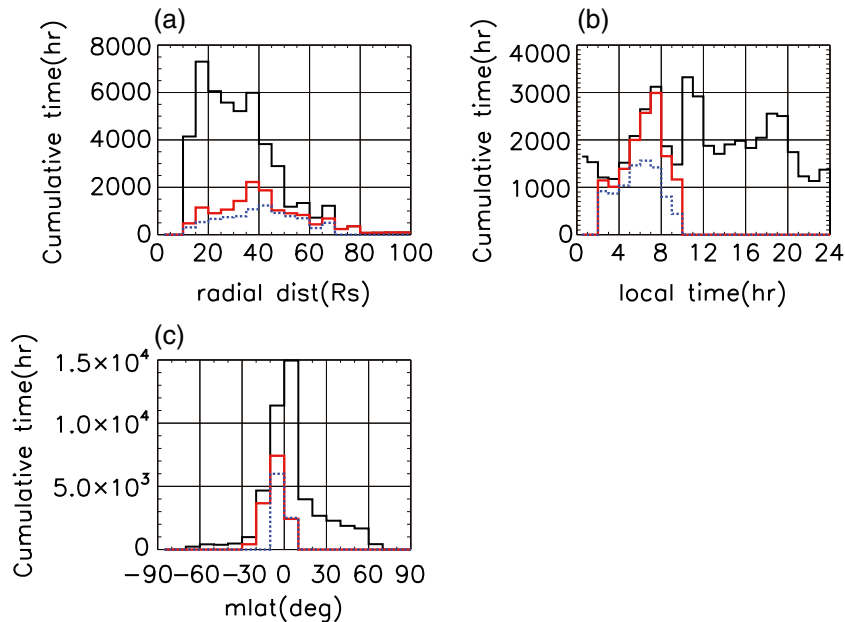 (a)
Cumulative time(hr)
8000
6000
4000
2000
0
0 20 40 60 80 100
radial dist(Rs)
(b)
Cumulative time(hr)
4000
3000
2000
1000
0
0 4 8 12 16 20 24
local time(hr)
(c)
Cumulative time(hr)
1.5×10⁴
1.0×10⁴
5.0×10³
0
−90 −60 −30 0 30 60 90
mlat(deg)